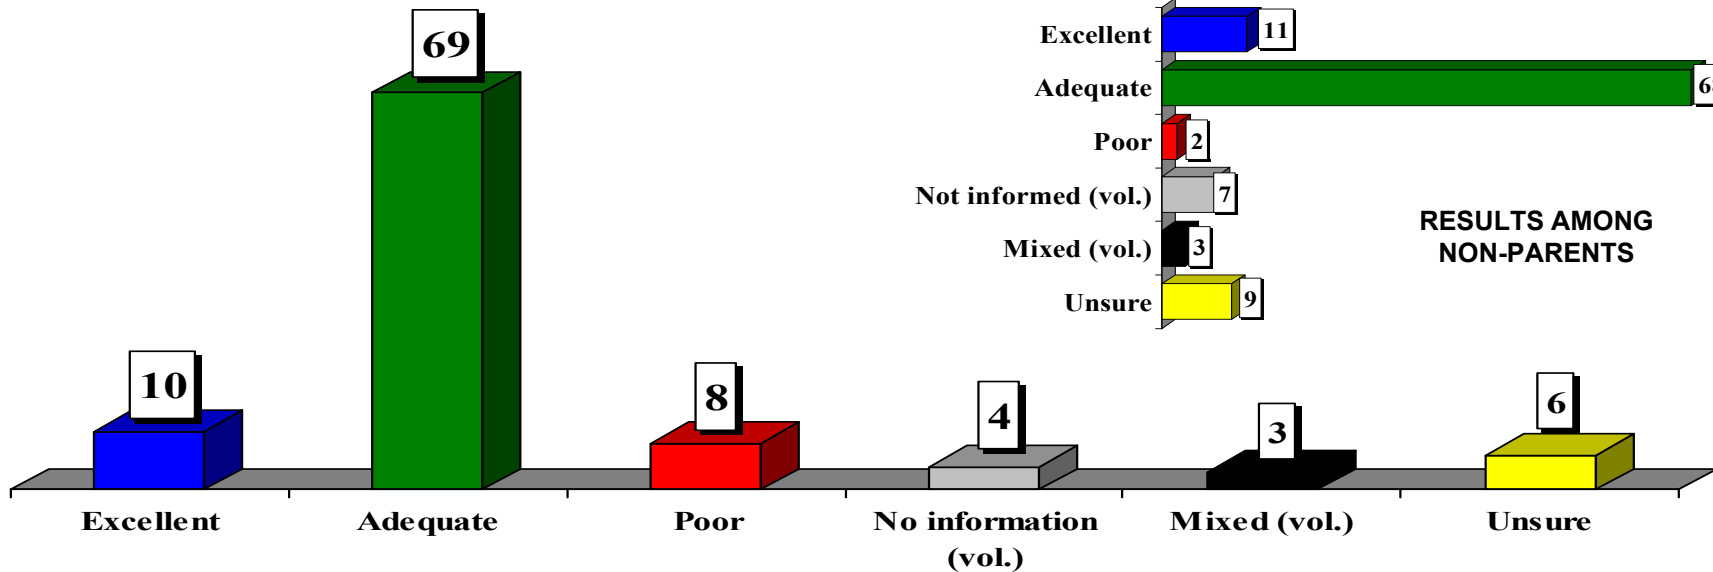 69
10
8
4
3
6
Excellent
Adequate
Poor
No information
(vol.)
Mixed (vol.)
Unsure
Excellent 11
Adequate
Poor 2
Not informed (vol.) 7
Mixed (vol.) 3
Unsure 9
RESULTS AMONG
NON-PARENTS